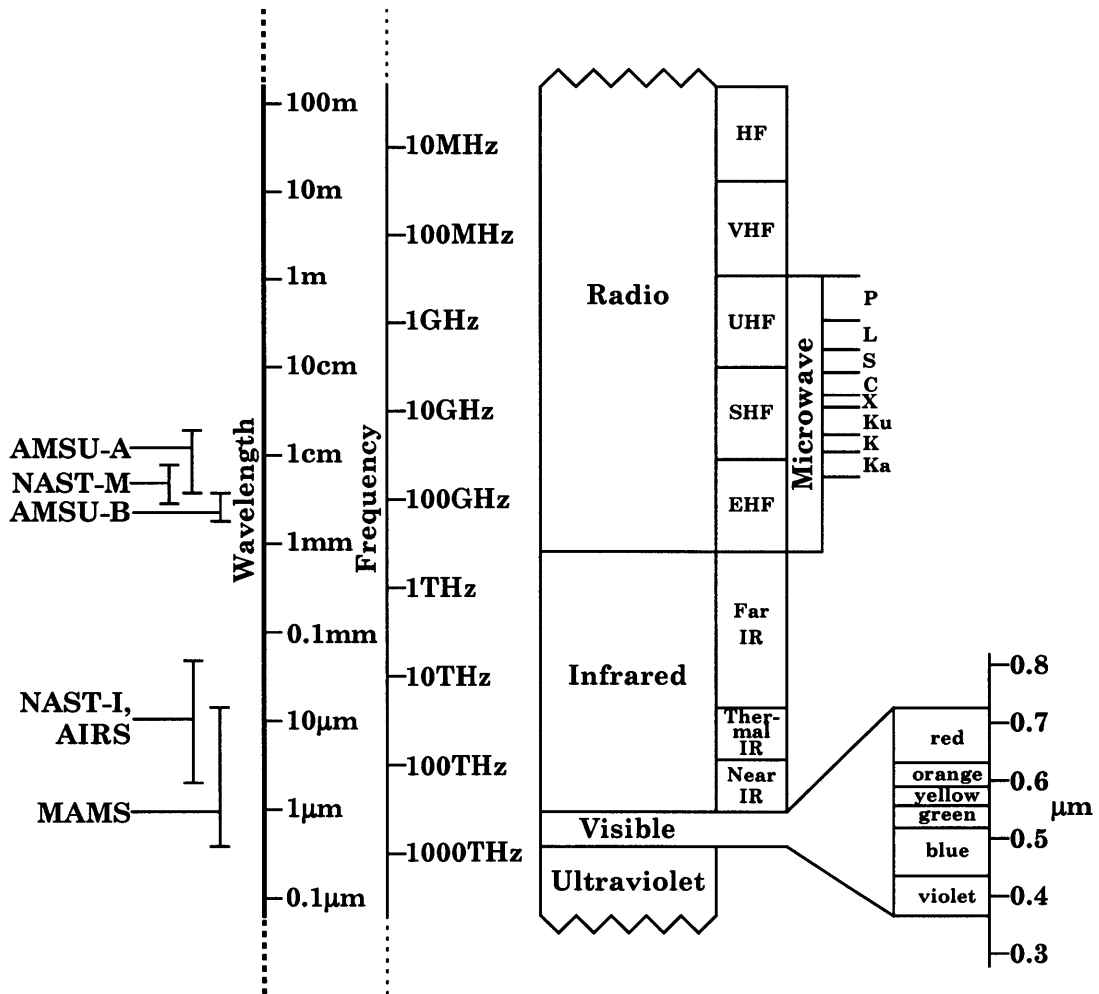 100m
10m
1m
10cm
1cm
1mm
0.1mm
10μm
1μm
0.1μm
Wavelength
10MHz
100MHz
1GHz
10GHz
100GHz
1THz
10THz
100THz
1000THz
Frequency
AMSU-A
NAST-M
AMSU-B
NAST-I,
AIRS
MAMS
Radio
Infrared
Visible
Ultraviolet
HF
VHF
UHF
SHF
EHF
Far
IR
Ther-
mal
IR
Near
IR
Microwave
P
L
S
C
X
Ku
K
Ka
red
orange
yellow
green
blue
violet
0.8
0.7
0.6
0.5
0.4
0.3
μm